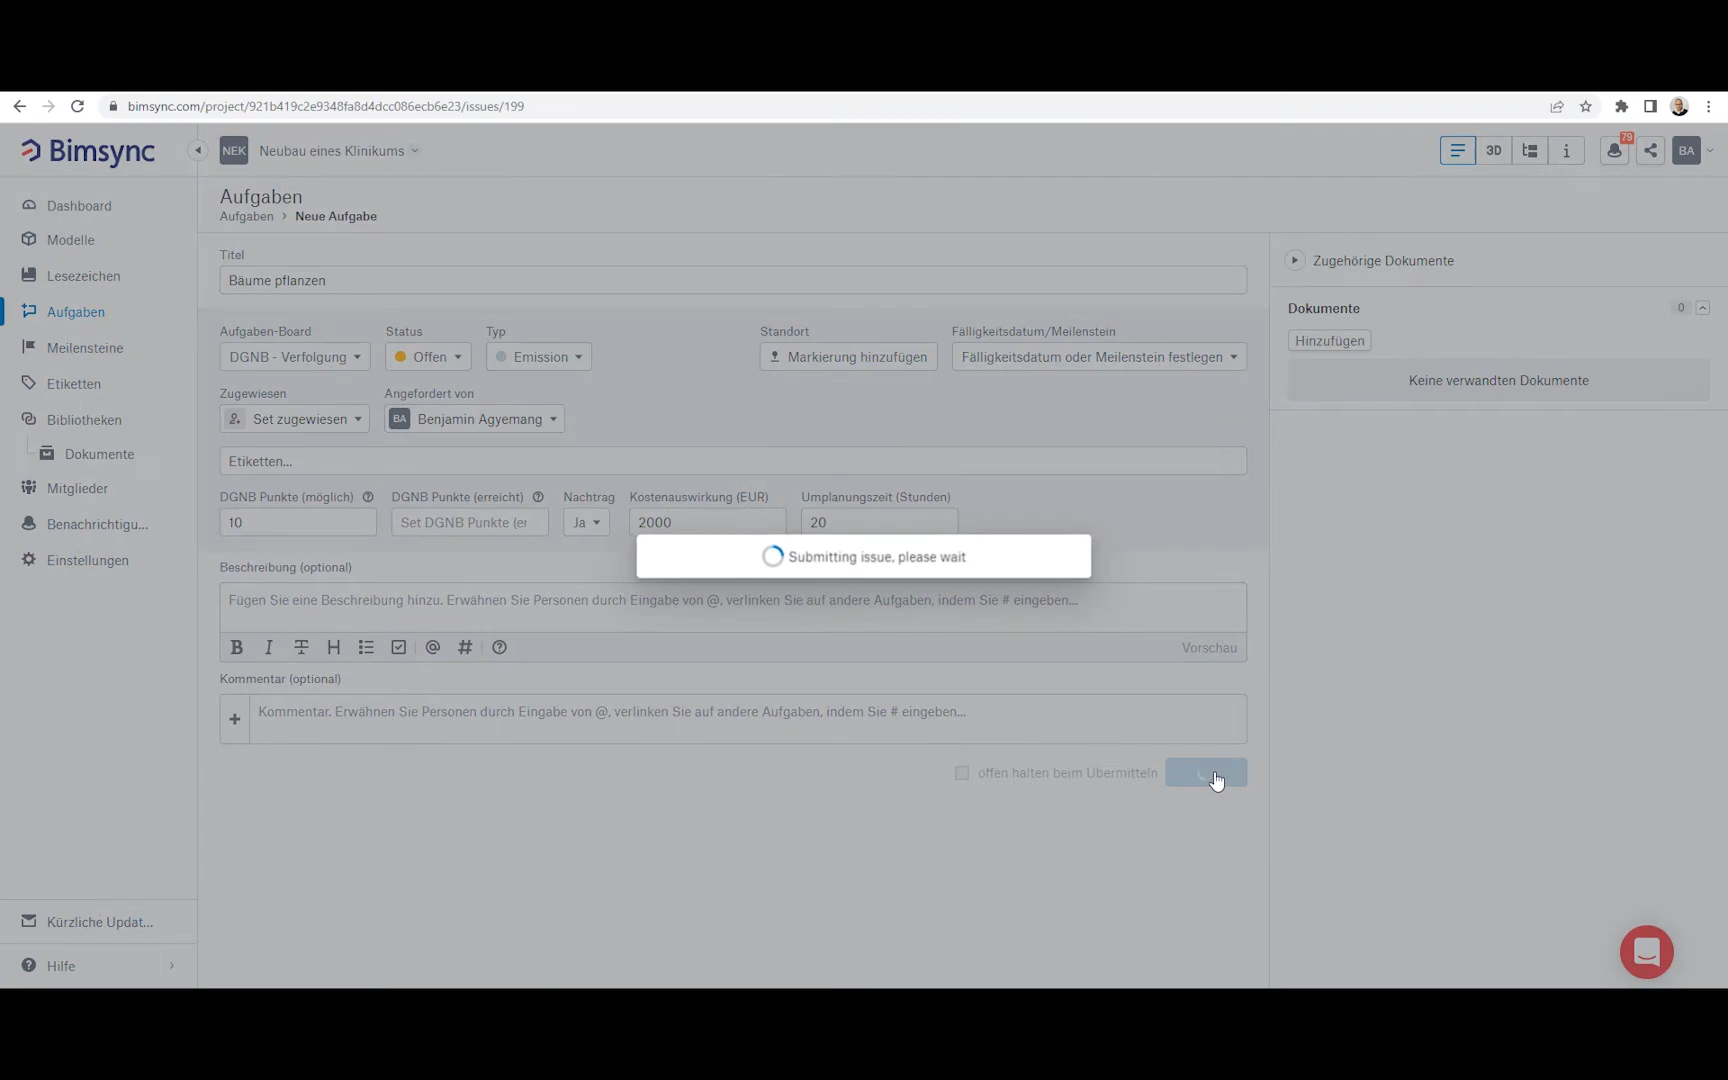 bimsync.com/project/921b419c2e9348fa8d4dcc086ecb6e23/issues/199
Bimsync
NEK Neubau eines Klinikums
3D
79
BA
Dashboard
Modelle
Lesezeichen
Aufgaben
Meilensteine
Etiketten
Bibliotheken
Dokumente
Mitglieder
Benachrichtigu...
Einstellungen
Kürzliche Updat...
Hilfe
Aufgaben
Aufgaben > Neue Aufgabe
Titel
Bäume pflanzen
Aufgaben-Board Status Typ Standort Fälligkeitsdatum/Meilenstein
DGNB - Verfolgung Offen Emission Markierung hinzufügen Fälligkeitsdatum oder Meilenstein festlegen
Zugewiesen Angefordert von
Set zugewiesen BA Benjamin Agyemang
Etiketten...
DGNB Punkte (möglich) DGNB Punkte (erreicht) Nachtrag Kostenauswirkung (EUR) Umplanungszeit (Stunden)
10 Set DGNB Punkte (er Ja 2000 20
Submitting issue, please wait
Beschreibung (optional)
Fügen Sie eine Beschreibung hinzu. Erwähnen Sie Personen durch Eingabe von @, verlinken Sie auf andere Aufgaben, indem Sie # eingeben...
B I T H @ # Vorschau
Kommentar (optional)
+ Kommentar. Erwähnen Sie Personen durch Eingabe von @, verlinken Sie auf andere Aufgaben, indem Sie # eingeben...
offen halten beim Übermitteln
Zugehörige Dokumente
Dokumente 0
Hinzufügen
Keine verwandten Dokumente